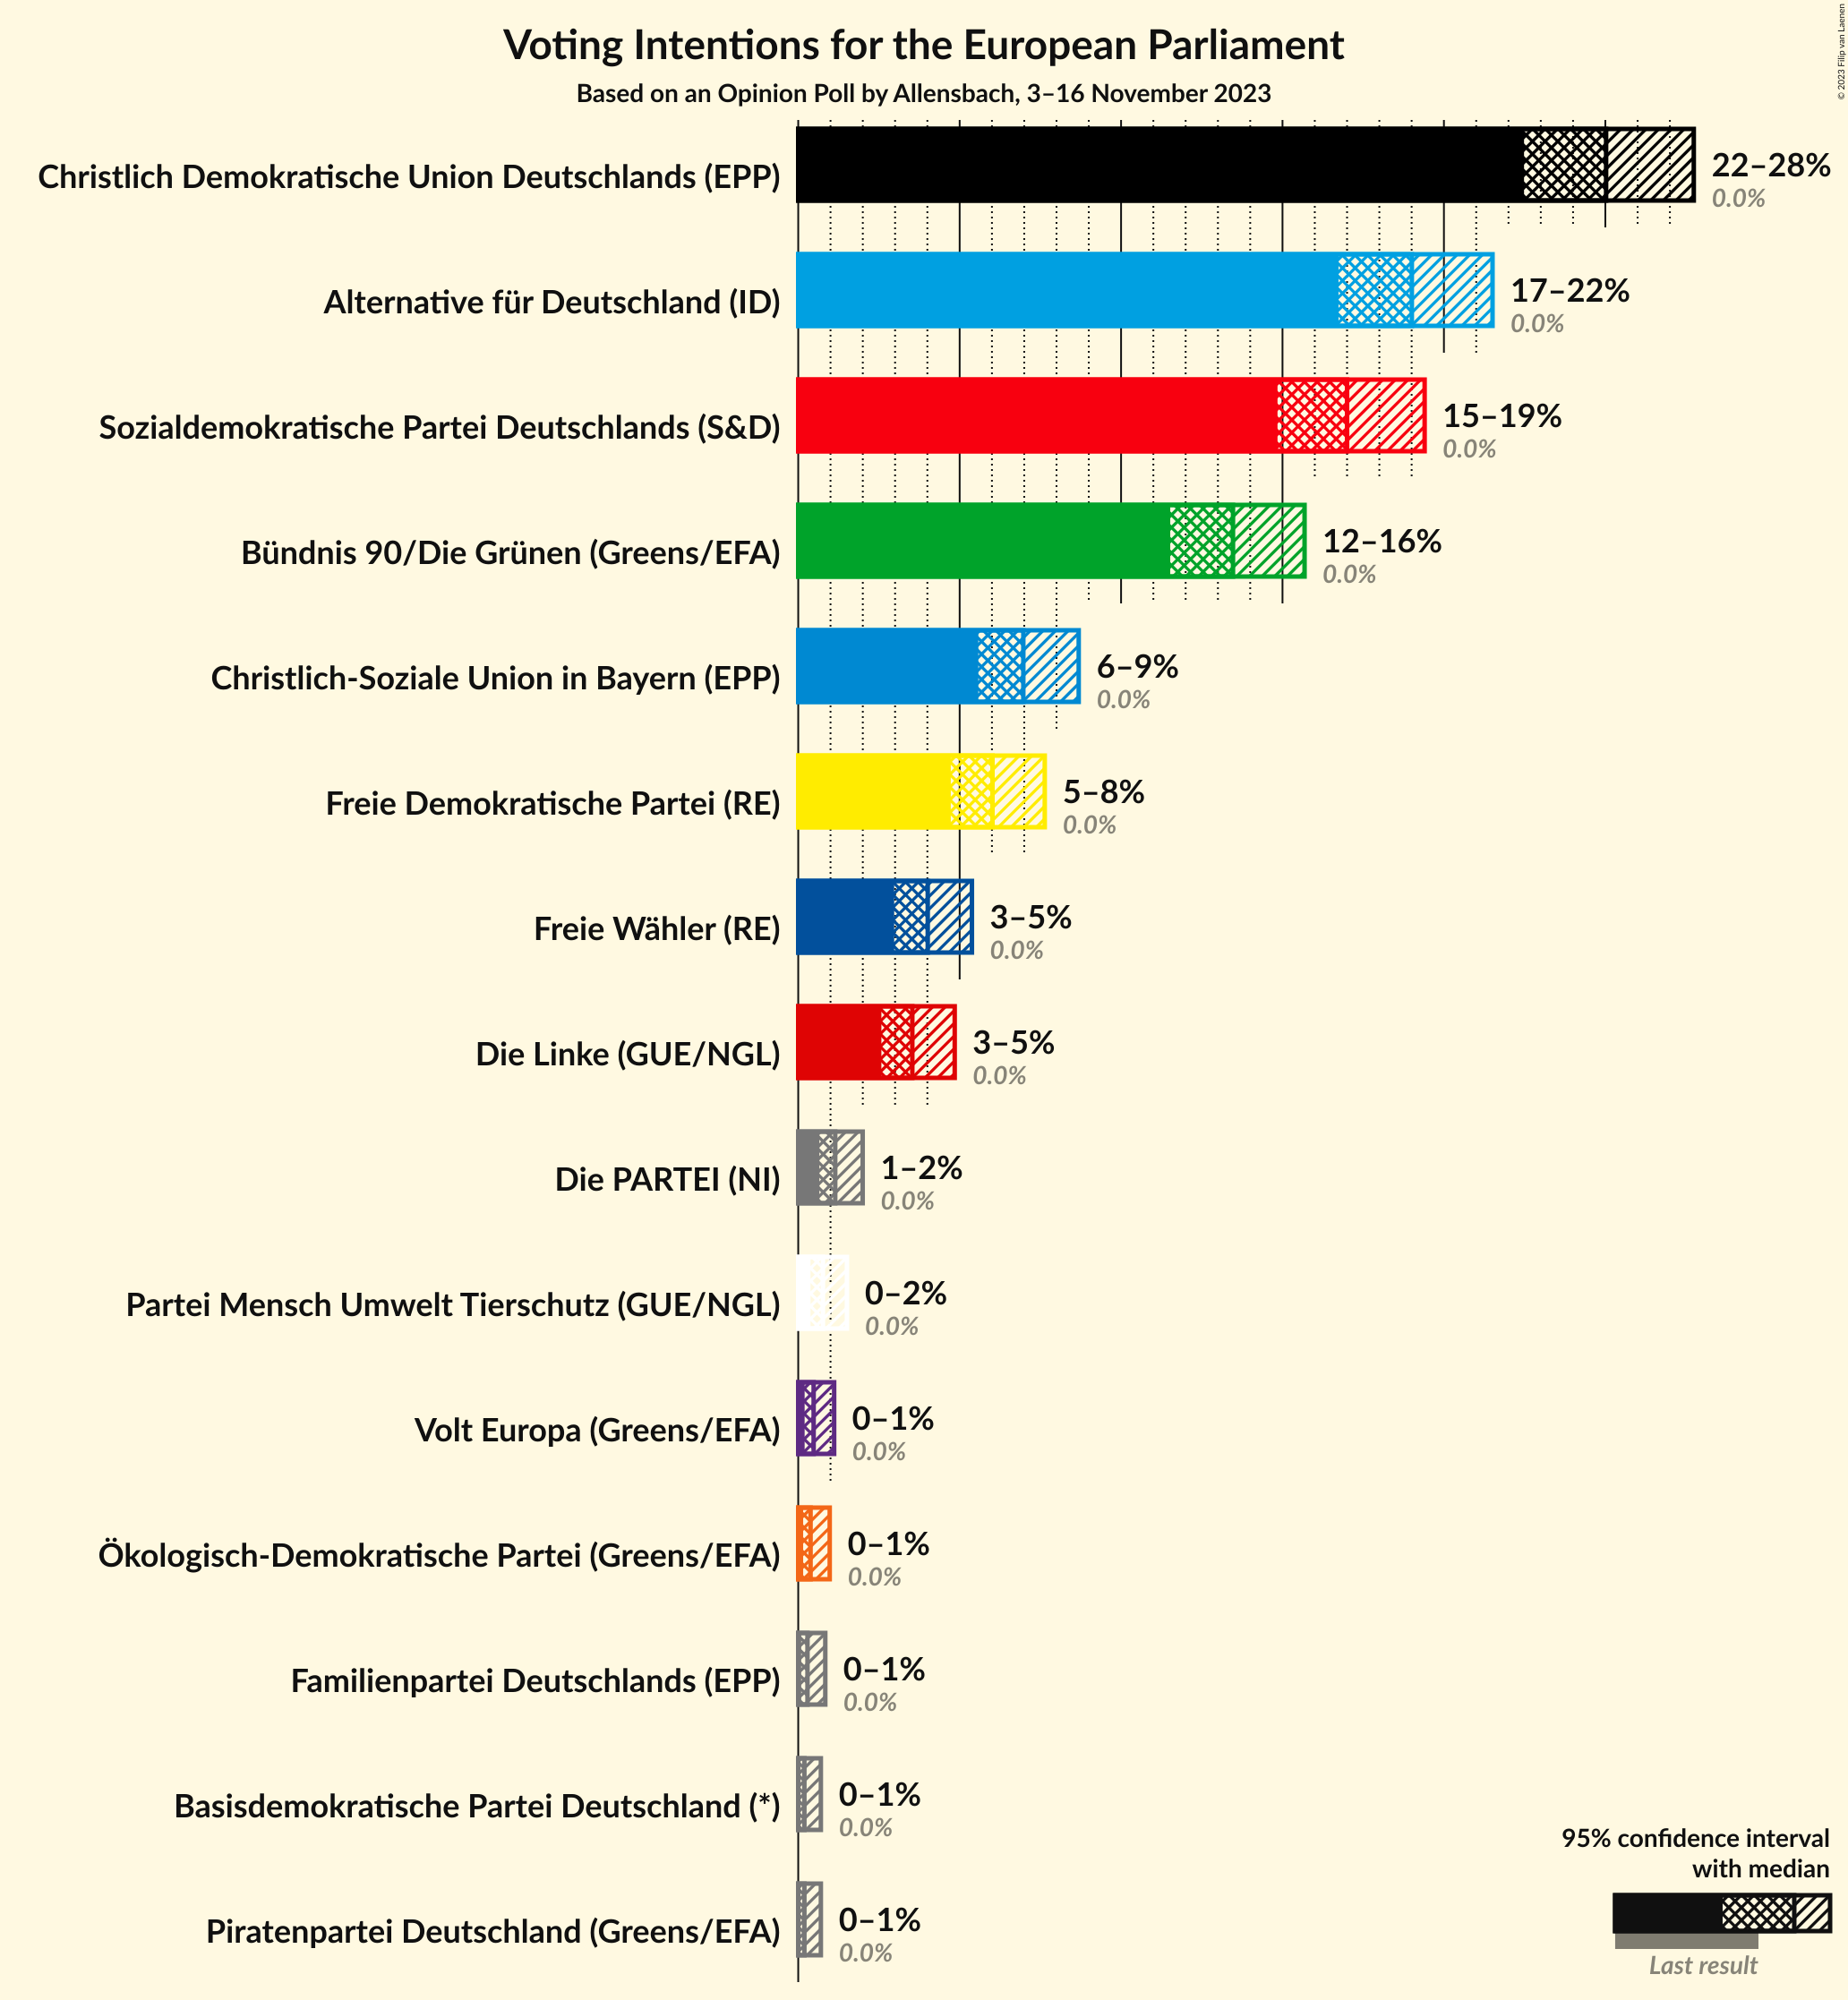 Voting Intentions for the European Parliament
Based on an Opinion Poll by Allensbach, 3–16 November 2023
© 2023 Filip van Laenen
Christlich Demokratische Union Deutschlands (EPP)
22–28%
0.0%
Alternative für Deutschland (ID)
17–22%
0.0%
Sozialdemokratische Partei Deutschlands (S&D)
15–19%
0.0%
Bündnis 90/Die Grünen (Greens/EFA)
12–16%
0.0%
Christlich-Soziale Union in Bayern (EPP)
6–9%
0.0%
Freie Demokratische Partei (RE)
5–8%
0.0%
Freie Wähler (RE)
3–5%
0.0%
Die Linke (GUE/NGL)
3–5%
0.0%
Die PARTEI (NI)
1–2%
0.0%
Partei Mensch Umwelt Tierschutz (GUE/NGL)
0–2%
0.0%
Volt Europa (Greens/EFA)
0–1%
0.0%
Ökologisch-Demokratische Partei (Greens/EFA)
0–1%
0.0%
Familienpartei Deutschlands (EPP)
0–1%
0.0%
Basisdemokratische Partei Deutschland (*)
0–1%
0.0%
Piratenpartei Deutschland (Greens/EFA)
0–1%
0.0%
95% confidence interval
with median
Last result